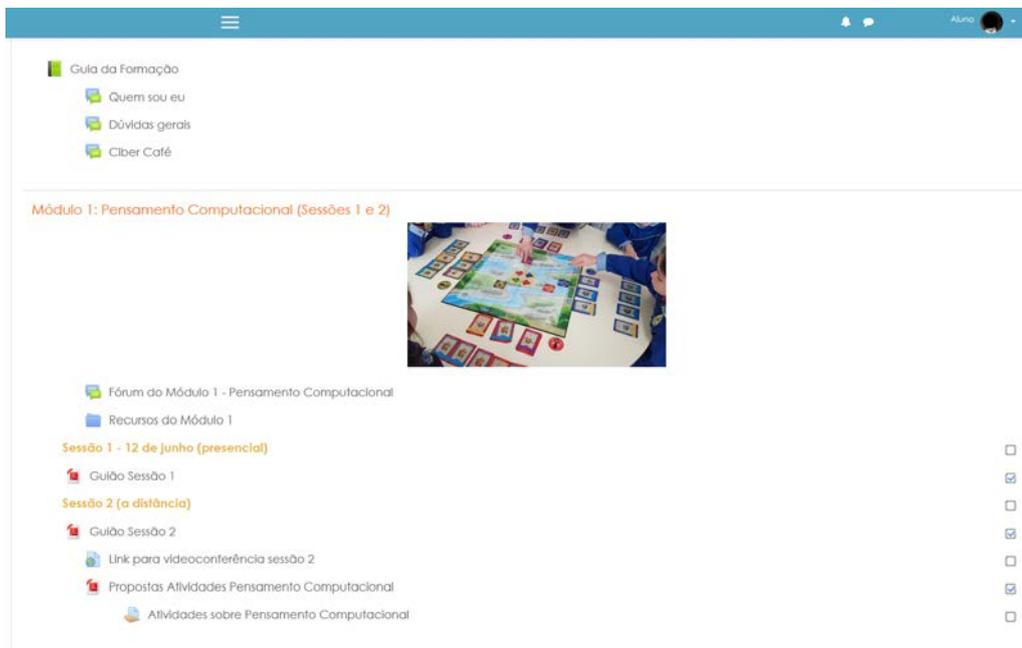 Aluno
Guia da Formação
Quem sou eu
Dúvidas gerais
Ciber Café
Módulo 1: Pensamento Computacional (Sessões 1 e 2)
Fórum do Módulo 1 - Pensamento Computacional
Recursos do Módulo 1
Sessão 1 - 12 de junho (presencial)
Guião Sessão 1
Sessão 2 (a distância)
Guião Sessão 2
Link para videoconferência sessão 2
Propostas Atividades Pensamento Computacional
Atividades sobre Pensamento Computacional